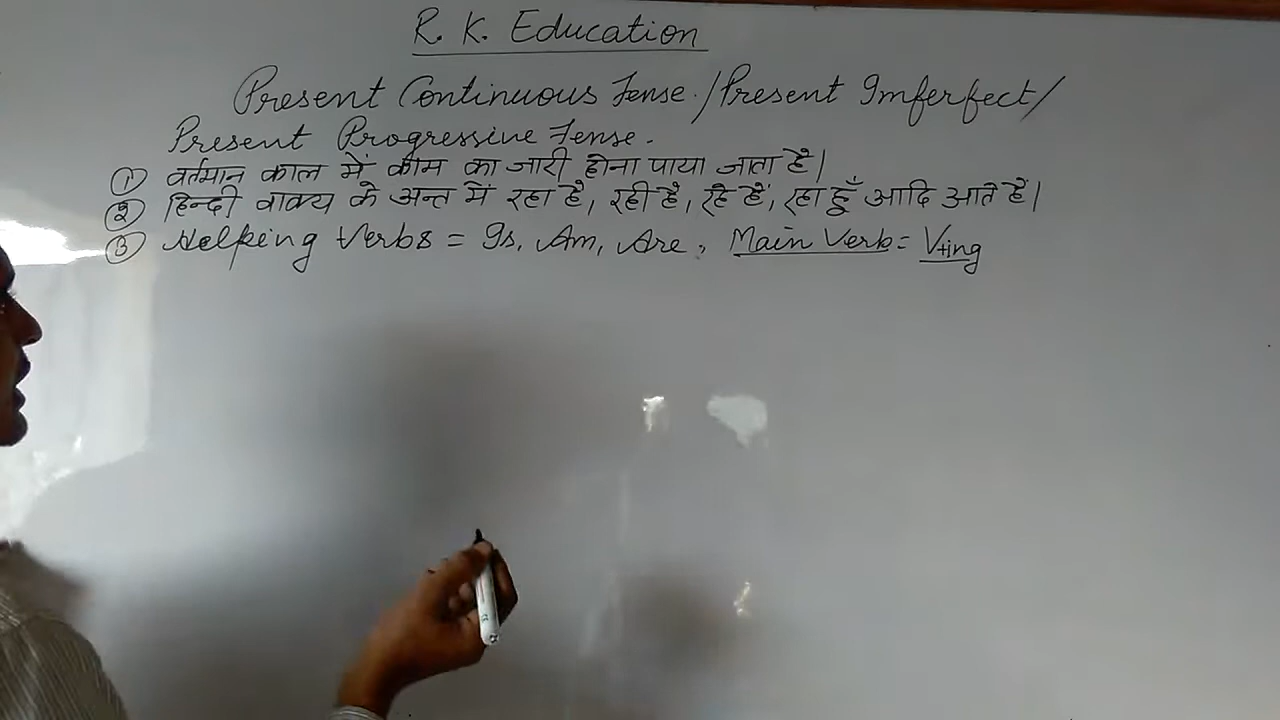 R. K. Education
Present Continuous Tense. / Present Imperfect /
Present Progressive Tense.
① वर्तमान काल में काम का जारी होना पाया जाता है।
② हिन्दी वाक्य के अन्त में रहा है, रही है, रहे हैं, रहा हूँ आदि आते हैं।
③ Helping Verbs = Is, Am, Are, Main Verb = V+ing